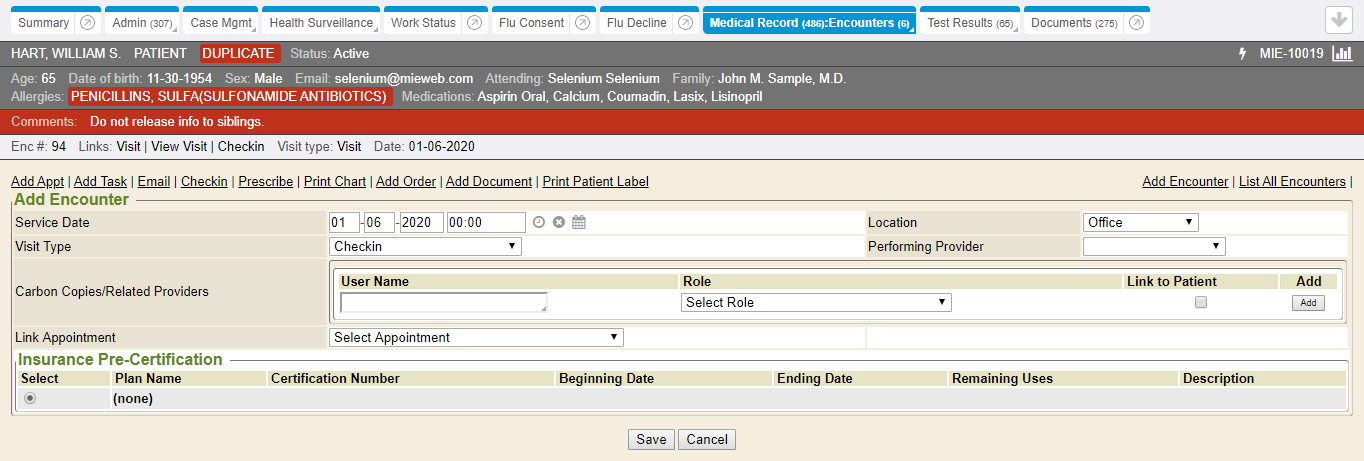 Summary Admin (307) Case Mgmt Health Surveillance Work Status Flu Consent Flu Decline Medical Record (486):Encounters (6) Test Results (65) Documents (275)
HART, WILLIAM S. PATIENT DUPLICATE Status: Active MIE-10019
Age: 65 Date of birth: 11-30-1954 Sex: Male Email: selenium@mieweb.com Attending: Selenium Selenium Family: John M. Sample, M.D.
Allergies: PENICILLINS, SULFA(SULFONAMIDE ANTIBIOTICS) Medications: Aspirin Oral, Calcium, Coumadin, Lasix, Lisinopril
Comments: Do not release info to siblings.
Enc #: 94 Links: Visit | View Visit | Checkin Visit type: Visit Date: 01-06-2020
Add Appt | Add Task | Email | Checkin | Prescribe | Print Chart | Add Order | Add Document | Print Patient Label Add Encounter | List All Encounters |
Add Encounter
Service Date 01 -06 -2020 00:00 Location Office
Visit Type Checkin Performing Provider
Carbon Copies/Related Providers
User Name Role Link to Patient Add
Select Role Add
Link Appointment Select Appointment
Insurance Pre-Certification
Select Plan Name Certification Number Beginning Date Ending Date Remaining Uses Description
(none)
Save Cancel